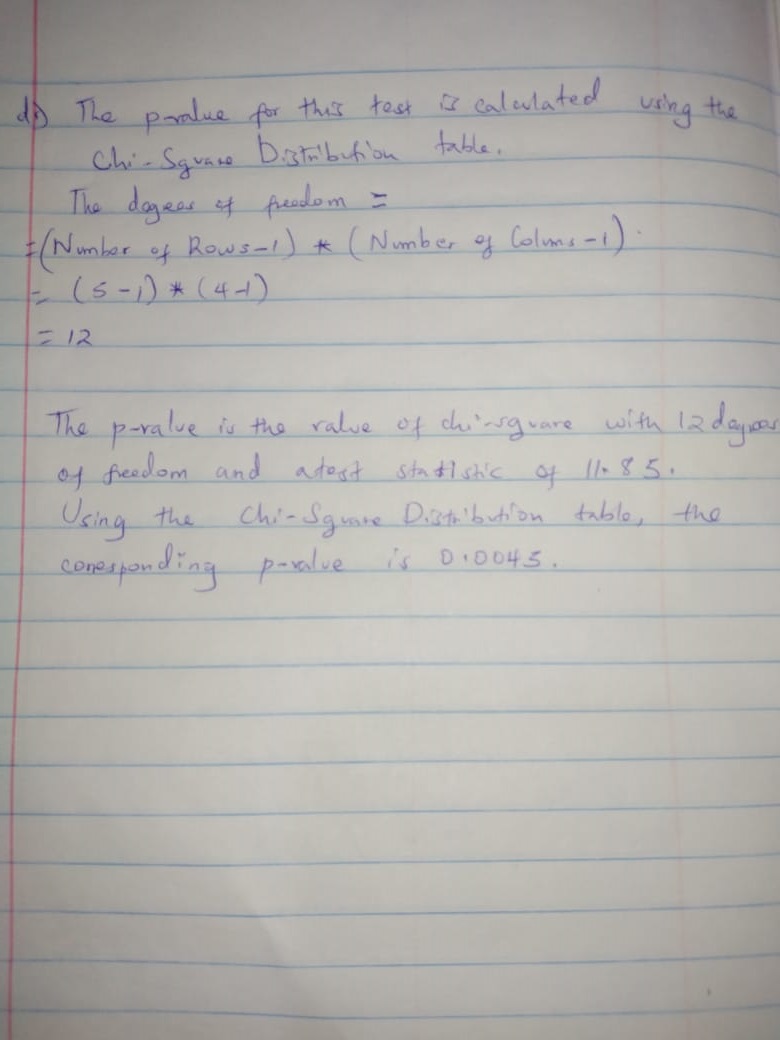 d) The p-value for this test is calculated using the
Chi-Square Distribution table.
The degrees of freedom =
=(Number of Rows-1) * (Number of Colums-1).
= (5-1) * (4-1)
= 12
The p-value is the value of chi-square with 12 degrees
of freedom and a test statistic of 11.85.
Using the Chi-Square Distribution table, the
corresponding p-value is 0.0045.